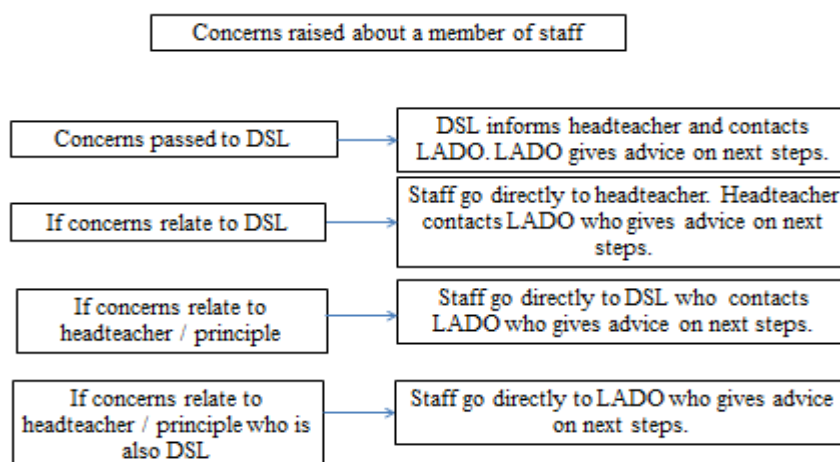 Concerns raised about a member of staff
Concerns passed to DSL
DSL informs headteacher and contacts
LADO. LADO gives advice on next steps.
If concerns relate to DSL
Staff go directly to headteacher. Headteacher
contacts LADO who gives advice on next
steps.
If concerns relate to
headteacher / principle
Staff go directly to DSL who contacts
LADO who gives advice on next steps.
If concerns relate to
headteacher / principle who is
also DSL
Staff go directly to LADO who gives advice
on next steps.